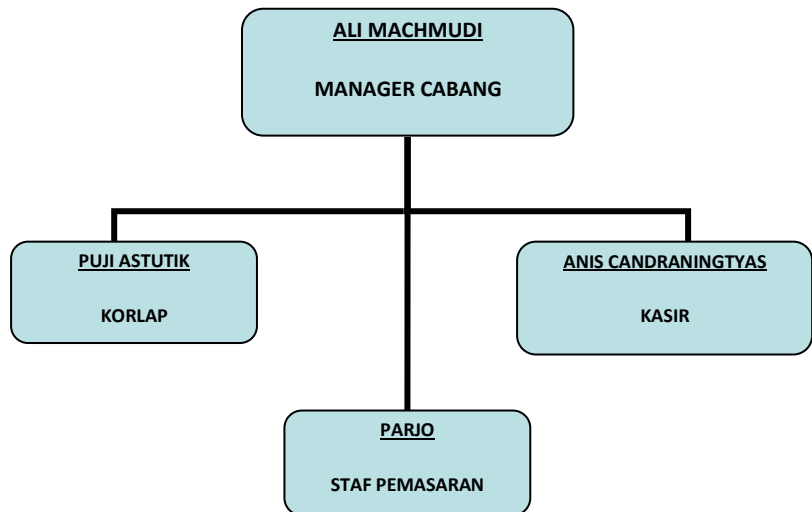 ALI MACHMUDI
MANAGER CABANG
PUJI ASTUTIK
KORLAP
ANIS CANDRANINGTYAS
KASIR
PARJO
STAF PEMASARAN